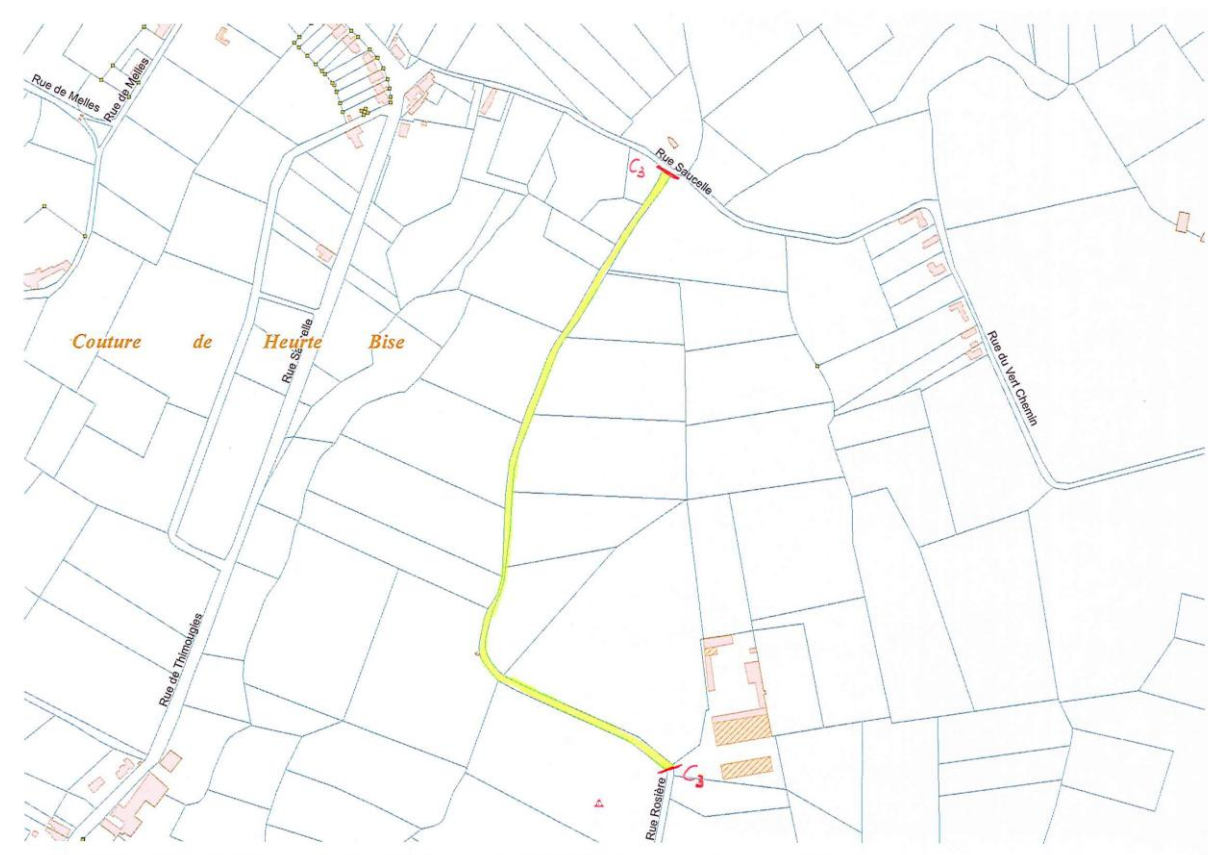 Rue de Melles
Rue de Melles
Rue Saucelle
C3
Couture de Heurte Bise
Rue Saucelle
Rue du Vert Chemin
Rue de Thimougies
C3
Rue Rosière